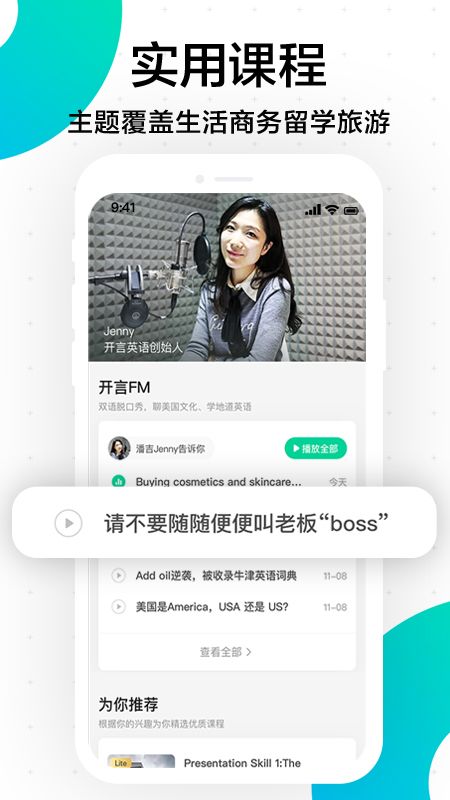 实用课程
主题覆盖生活商务留学旅游
9:41
Jenny
开言英语创始人
开言FM
双语脱口秀，聊美国文化、学地道英语
潘吉Jenny告诉你
播放全部
Buying cosmetics and skincare...
今天
请不要随随便便叫老板“boss”
Add oil逆袭，被收录牛津英语词典
11-08
美国是America，USA 还是 US?
11-08
查看全部
为你推荐
根据你的兴趣为你精选优质课程
Lite
Presentation Skill 1:The